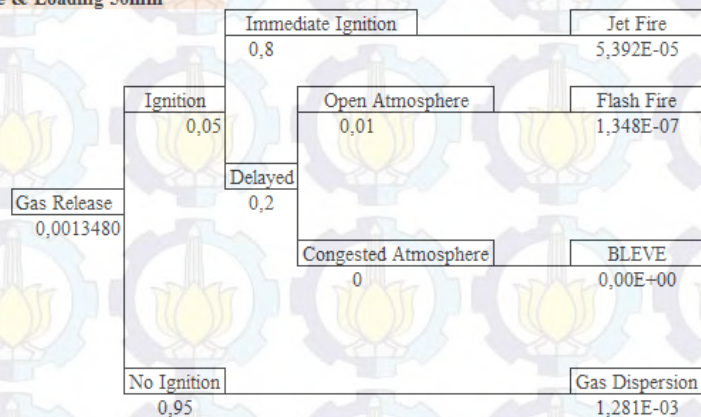 & Loading 50mm
Immediate Ignition
Jet Fire
0,8
5,392E-05
Ignition
Open Atmosphere
Flash Fire
0,05
0,01
1,348E-07
Delayed
0,2
Gas Release
0,0013480
Congested Atmosphere
BLEVE
0
0,00E+00
No Ignition
Gas Dispersion
0,95
1,281E-03